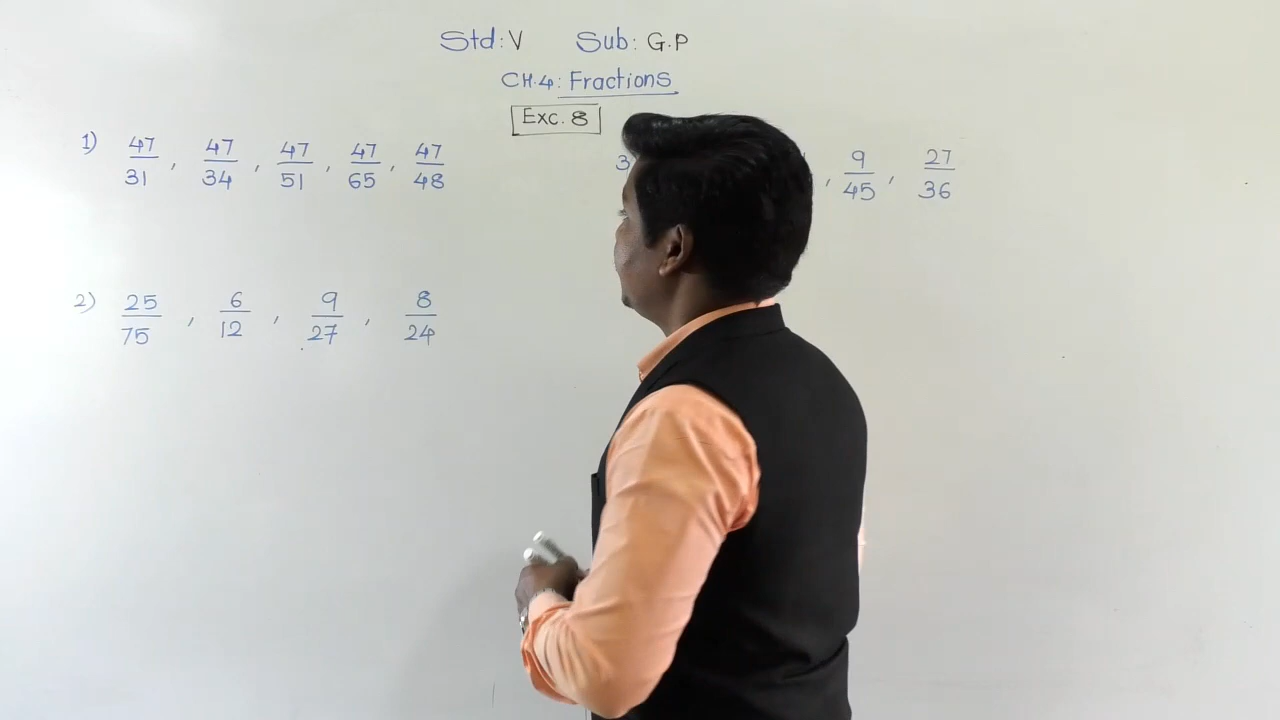 Std: V Sub: G.P
CH.4: Fractions
Exc. 8
1) 47/31, 47/34, 47/51, 47/65, 47/48
3 , 9/45, 27/36
2) 25/75, 6/12, 9/27, 8/24